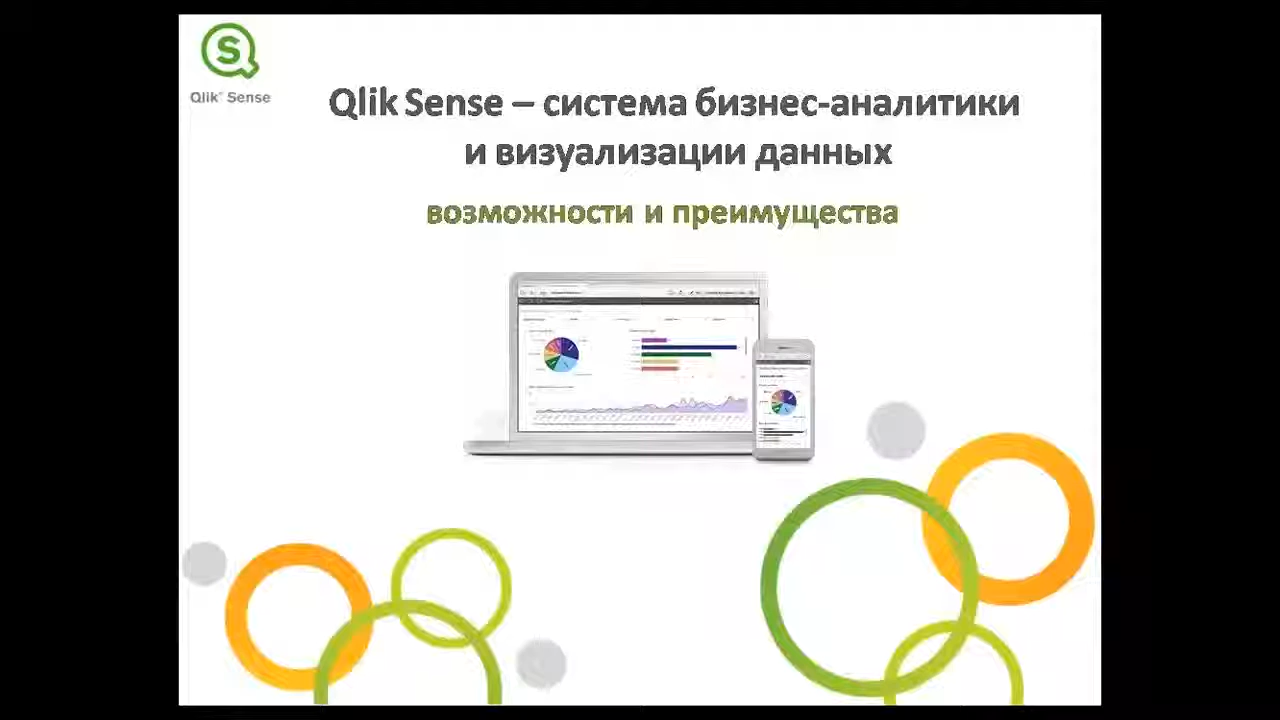 Qlik Sense
Qlik Sense – система бизнес-аналитики
и визуализации данных
возможности и преимущества